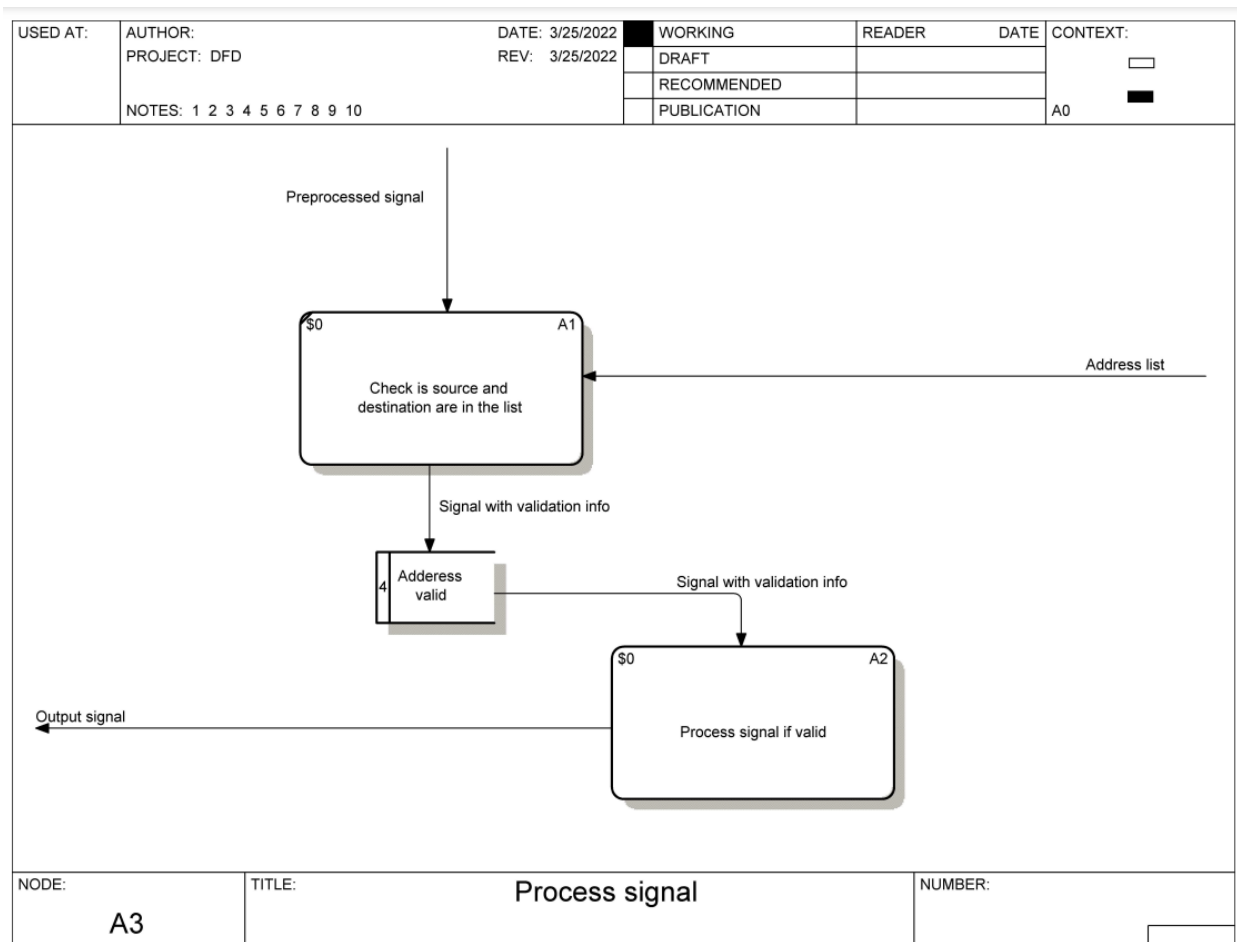 USED AT:
AUTHOR:
DATE: 3/25/2022
PROJECT: DFD
REV: 3/25/2022
NOTES: 1 2 3 4 5 6 7 8 9 10
WORKING
DRAFT
RECOMMENDED
PUBLICATION
READER DATE
CONTEXT:
A0
Preprocessed signal
$0 A1
Check is source and
destination are in the list
Address list
Signal with validation info
4
Adderess
valid
Signal with validation info
$0 A2
Process signal if valid
Output signal
NODE:
A3
TITLE:
Process signal
NUMBER: